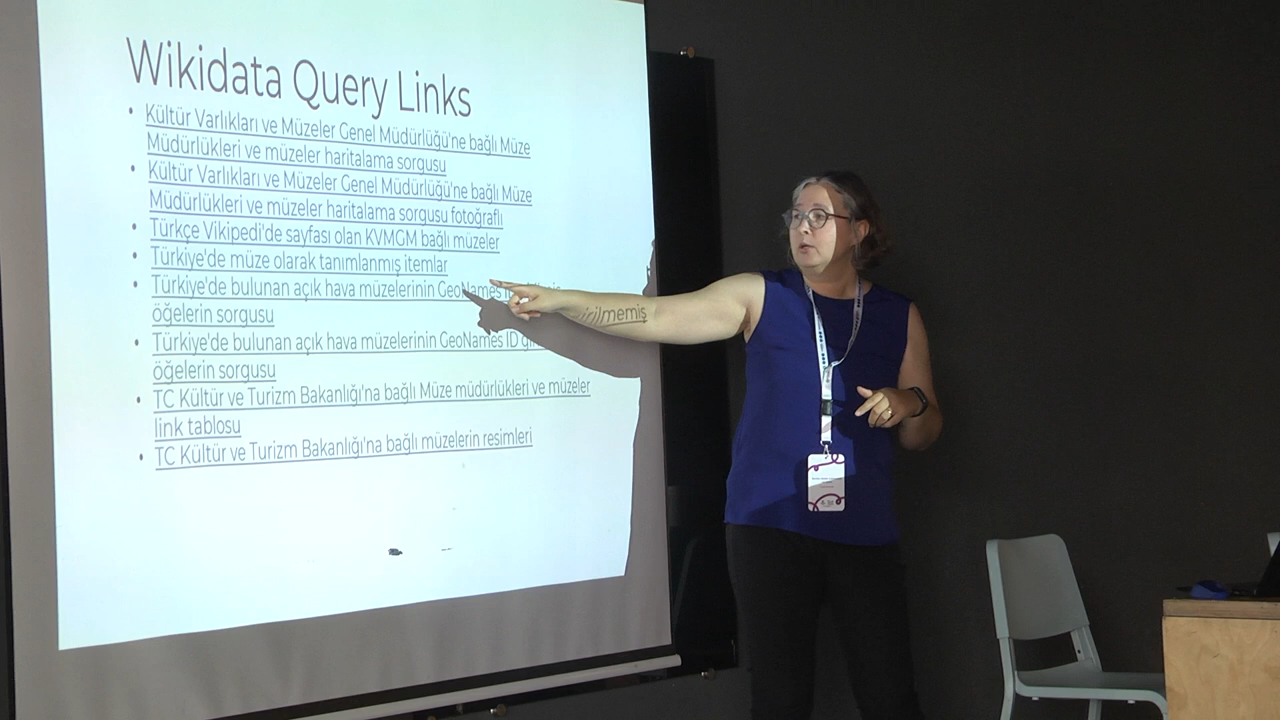 Wikidata Query Links
• Kültür Varlıkları ve Müzeler Genel Müdürlüğü'ne bağlı Müze
Müdürlükleri ve müzeler haritalama sorgusu
• Kültür Varlıkları ve Müzeler Genel Müdürlüğü'ne bağlı Müze
Müdürlükleri ve müzeler haritalama sorgusu fotoğraflı
• Türkçe Vikipedi'de sayfası olan KVMGM bağlı müzeler
• Türkiye'de müze olarak tanımlanmış itemlar
• Türkiye'de bulunan açık hava müzelerinin GeoNames
öğelerin sorgusu
• Türkiye'de bulunan açık hava müzelerinin GeoNames ID irilmemiş
öğelerin sorgusu
• TC Kültür ve Turizm Bakanlığı'na bağlı Müze müdürlükleri ve müzeler
link tablosu
• TC Kültür ve Turizm Bakanlığı'na bağlı müzelerin resimleri